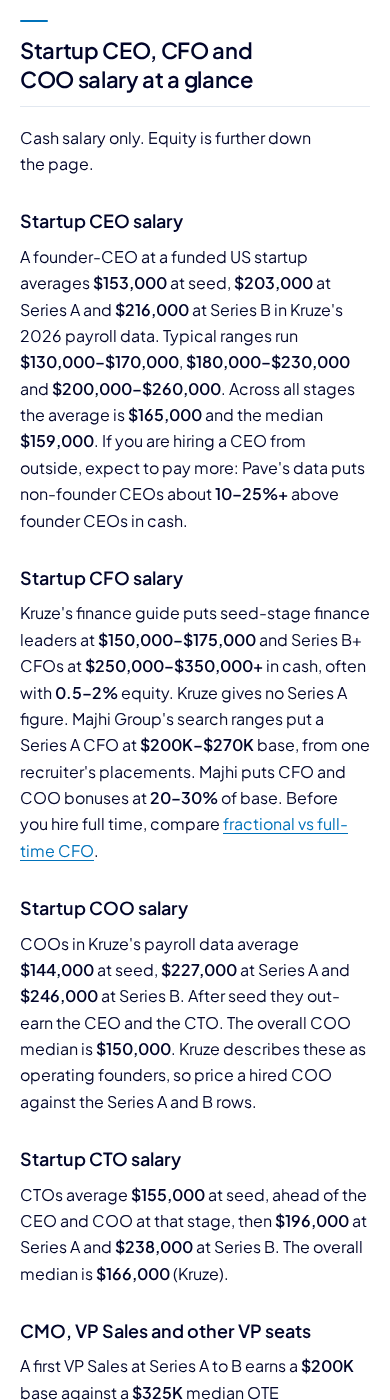 Startup CEO, CFO and
COO salary at a glance
Cash salary only. Equity is further down
the page.
Startup CEO salary
A founder-CEO at a funded US startup
averages $153,000 at seed, $203,000 at
Series A and $216,000 at Series B in Kruze's
2026 payroll data. Typical ranges run
$130,000–$170,000, $180,000–$230,000
and $200,000–$260,000. Across all stages
the average is $165,000 and the median
$159,000. If you are hiring a CEO from
outside, expect to pay more: Pave's data puts
non-founder CEOs about 10–25%+ above
founder CEOs in cash.
Startup CFO salary
Kruze's finance guide puts seed-stage finance
leaders at $150,000–$175,000 and Series B+
CFOs at $250,000–$350,000+ in cash, often
with 0.5–2% equity. Kruze gives no Series A
figure. Majhi Group's search ranges put a
Series A CFO at $200K–$270K base, from one
recruiter's placements. Majhi puts CFO and
COO bonuses at 20–30% of base. Before
you hire full time, compare fractional vs full-
time CFO.
Startup COO salary
COOs in Kruze's payroll data average
$144,000 at seed, $227,000 at Series A and
$246,000 at Series B. After seed they out-
earn the CEO and the CTO. The overall COO
median is $150,000. Kruze describes these as
operating founders, so price a hired COO
against the Series A and B rows.
Startup CTO salary
CTOs average $155,000 at seed, ahead of the
CEO and COO at that stage, then $196,000 at
Series A and $238,000 at Series B. The overall
median is $166,000 (Kruze).
CMO, VP Sales and other VP seats
A first VP Sales at Series A to B earns a $200K
base against a $325K median OTE